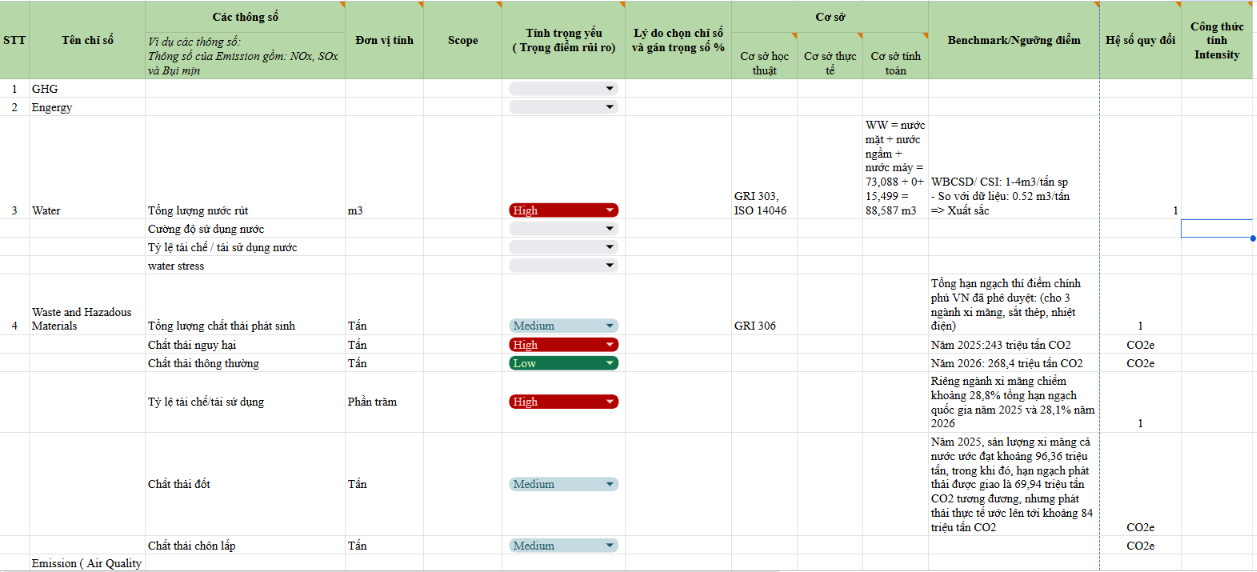 STT
Tên chỉ số
Các thông số
Ví dụ các thông số:
Thông số của Emission gồm: NOx, SOx
và Bụi mịn
Đơn vị tính
Scope
Tính trọng yếu
( Trọng điểm rủi ro)
Lý do chọn chỉ số
và gán trọng số %
Cơ sở
Cơ sở học
thuật
Cơ sở thực
tế
Cơ sở tính
toán
Benchmark/Ngưỡng điểm
Hệ số quy đổi
Công thức
tính
Intensity
1
GHG
2
Engergy
3
Water
Tổng lượng nước rút
m3
High
GRI 303,
ISO 14046
WW = nước
mặt + nước
ngầm +
nước máy =
73,088 + 0+
15,499 =
88,587 m3
WBCSD/ CSI: 1-4m3/tấn sp
- So với dữ liệu: 0.52 m3/tấn
=> Xuất sắc
1
Cường độ sử dụng nước
Tỷ lệ tái chế / tái sử dụng nước
water stress
4
Waste and Hazadous
Materials
Tổng lượng chất thải phát sinh
Tấn
Medium
GRI 306
Tổng hạn ngạch thí điểm chính
phủ VN đã phê duyệt: (cho 3
ngành xi măng, sắt thép, nhiệt
điện)
1
Chất thải nguy hại
Tấn
High
Năm 2025:243 triệu tấn CO2
CO2e
Chất thải thông thường
Tấn
Low
Năm 2026: 268,4 triệu tấn CO2
CO2e
Tỷ lệ tái chế/tái sử dụng
Phần trăm
High
Riêng ngành xi măng chiếm
khoảng 28,8% tổng hạn ngạch
quốc gia năm 2025 và 28,1% năm
2026
1
Chất thải đốt
Tấn
Medium
Năm 2025, sản lượng xi măng cả
nước ước đạt khoảng 96,36 triệu
tấn, trong khi đó, hạn ngạch phát
thải được giao là 69,94 triệu tấn
CO2 tương đương, nhưng phát
thải thực tế ước lên tới khoảng 84
triệu tấn CO2
CO2e
Chất thải chôn lấp
Tấn
Medium
CO2e
Emission ( Air Quality